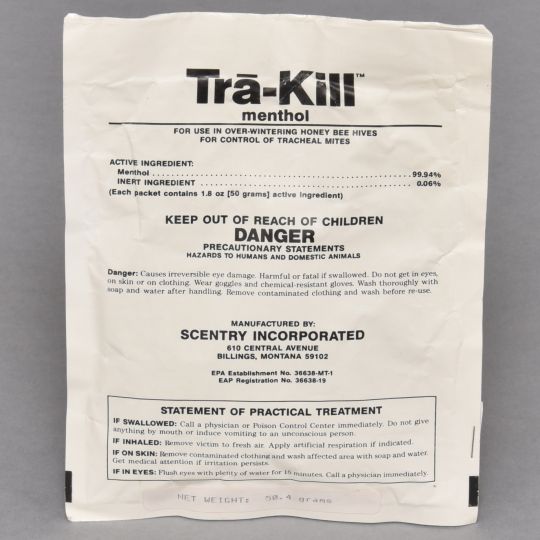 Trā-Kill™
menthol
FOR USE IN OVER-WINTERING HONEY BEE HIVES
FOR CONTROL OF TRACHEAL MITES
ACTIVE INGREDIENT:
Menthol ........................................................ 99.94%
INERT INGREDIENT ............................................ 0.06%
(Each packet contains 1.8 oz [50 grams] active ingredient)
KEEP OUT OF REACH OF CHILDREN
DANGER
PRECAUTIONARY STATEMENTS
HAZARDS TO HUMANS AND DOMESTIC ANIMALS
Danger: Causes irreversible eye damage. Harmful or fatal if swallowed. Do not get in eyes,
on skin or on clothing. Wear goggles and chemical-resistant gloves. Wash thoroughly with
soap and water after handling. Remove contaminated clothing and wash before re-use.
MANUFACTURED BY:
SCENTRY INCORPORATED
610 CENTRAL AVENUE
BILLINGS, MONTANA 59102
EPA Establishment No. 36638-MT-1
EAP Registration No. 36638-19
STATEMENT OF PRACTICAL TREATMENT
IF SWALLOWED: Call a physician or Poison Control Center immediately. Do not give
anything by mouth or induce vomiting to an unconscious person.
IF INHALED: Remove victim to fresh air. Apply artificial respiration if indicated.
IF ON SKIN: Remove contaminated clothing and wash affected area with soap and water.
Get medical attention if irritation persists.
IF IN EYES: Flush eyes with plenty of water for 15 minutes. Call a physician immediately.
NET WEIGHT: 50.4 grams